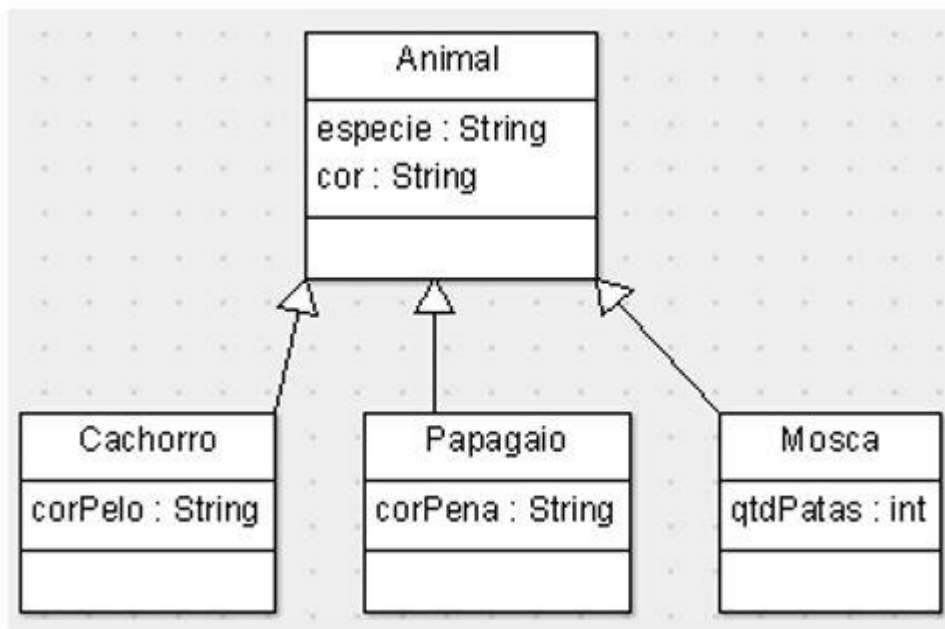 Animal
especie : String
cor : String
Cachorro
corPelo : String
Papagaio
corPena : String
Mosca
qtdPatas : int